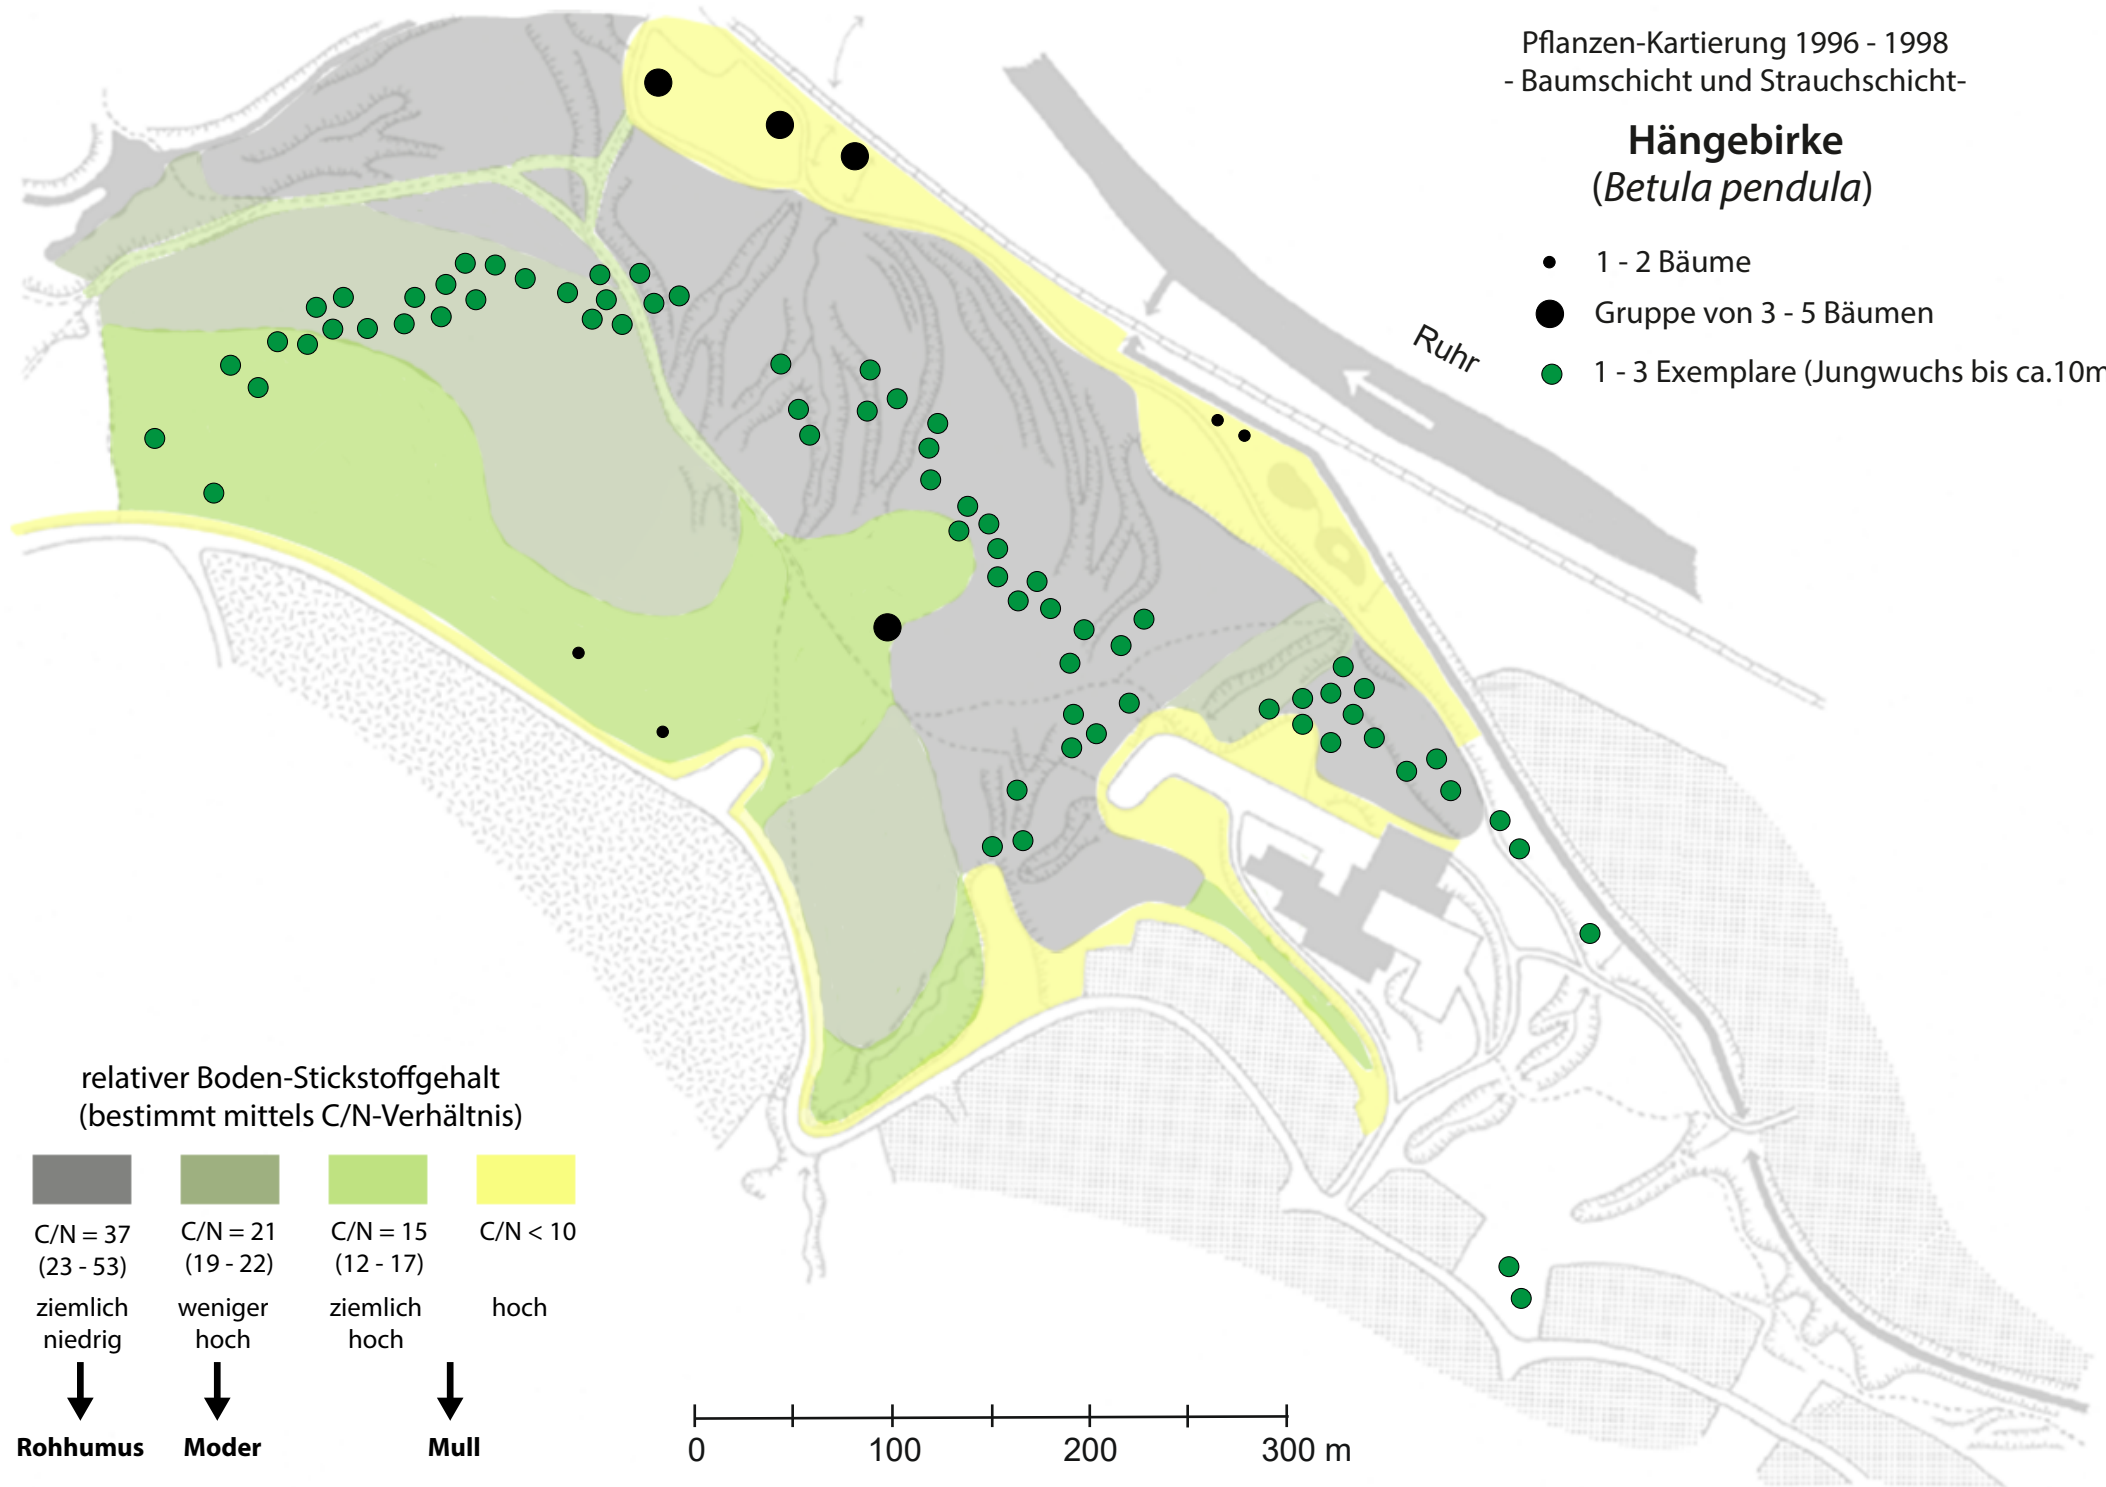 Pflanzen-Kartierung 1996 - 1998
- Baumschicht und Strauchschicht-
Hängebirke
(Betula pendula)
1 - 2 Bäume
Gruppe von 3 - 5 Bäumen
1 - 3 Exemplare (Jungwuchs bis ca.10m
Ruhr
relativer Boden-Stickstoffgehalt
(bestimmt mittels C/N-Verhältnis)
C/N = 37
(23 - 53)
ziemlich
niedrig
Rohhumus
C/N = 21
(19 - 22)
weniger
hoch
Moder
C/N = 15
(12 - 17)
ziemlich
hoch
C/N < 10
hoch
Mull
0 100 200 300 m